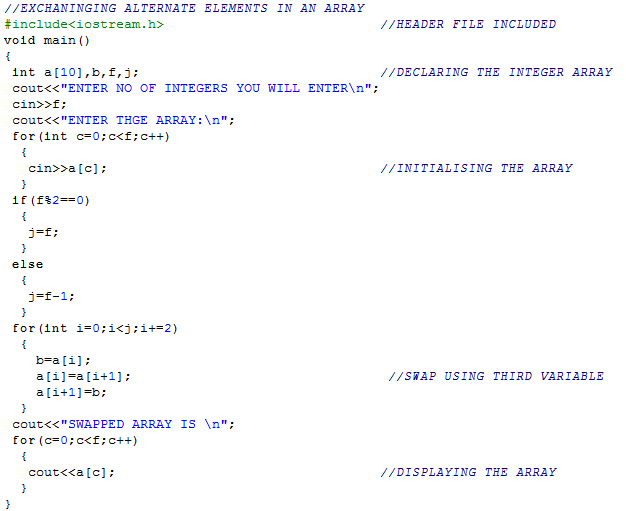 //EXCHANINGING ALTERNATE ELEMENTS IN AN ARRAY
#include<iostream.h> //HEADER FILE INCLUDED
void main()
{
int a[10],b,f,j; //DECLARING THE INTEGER ARRAY
cout<<"ENTER NO OF INTEGERS YOU WILL ENTER\n";
cin>>f;
cout<<"ENTER THGE ARRAY:\n";
for(int c=0;c<f;c++)
{
cin>>a[c]; //INITIALISING THE ARRAY
}
if(f%2==0)
{
j=f;
}
else
{
j=f-1;
}
for(int i=0;i<j;i+=2)
{
b=a[i];
a[i]=a[i+1]; //SWAP USING THIRD VARIABLE
a[i+1]=b;
}
cout<<"SWAPPED ARRAY IS \n";
for(c=0;c<f;c++)
{
cout<<a[c]; //DISPLAYING THE ARRAY
}
}